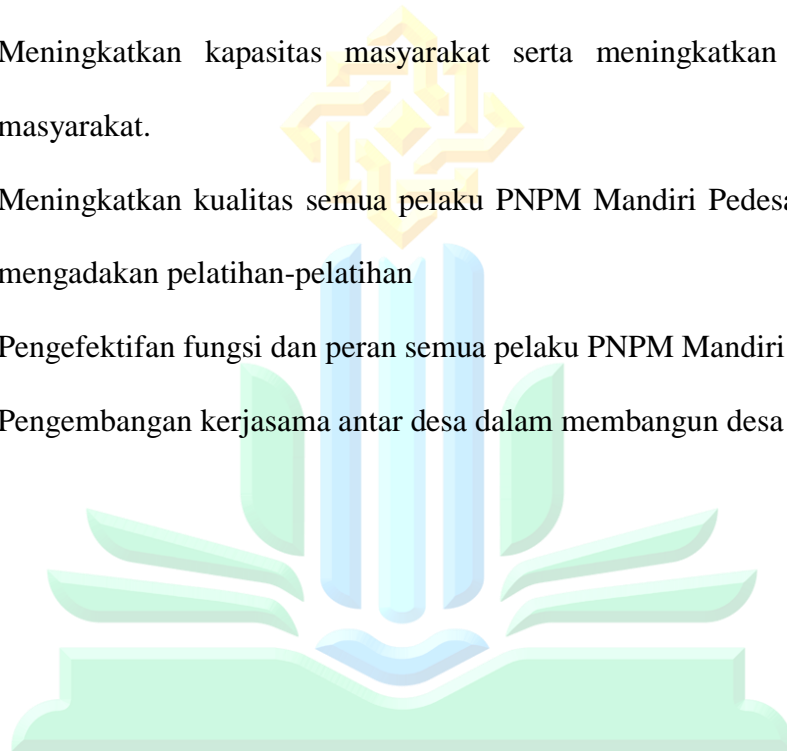 Meningkatkan kapasitas masyarakat serta meningkatkan
masyarakat.
Meningkatkan kualitas semua pelaku PNPM Mandiri
mengadakan pelatihan-pelatihan
Pengefektifan fungsi dan peran semua pelaku PNPM Mandiri
Pengembangan kerjasama antar desa dalam membangun desa